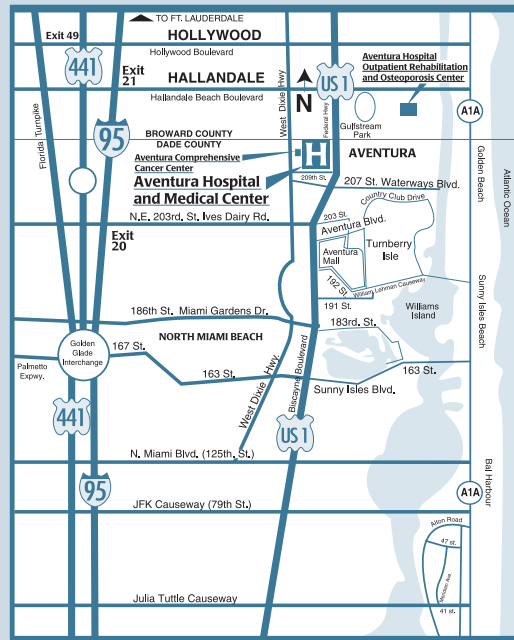 TO FT. LAUDERDALE
Exit 49
HOLLYWOOD
Hollywood Boulevard
441
Exit
21
HALLANDALE
Hallandale Beach Boulevard
West Dixie Hwy
N
US 1
Federal Hwy
Aventura Hospital
Outpatient Rehabilitation
and Osteoporosis Center
Gulfstream
Park
A1A
Florida Turnpike
95
BROWARD COUNTY
DADE COUNTY
Aventura Comprehensive
Cancer Center
H
AVENTURA
Aventura Hospital
and Medical Center
209th St.
207 St. Waterways Blvd.
Golden Beach
Atlantic Ocean
N.E. 203rd. St. Ives Dairy Rd.
Exit
20
203 St.
Aventura Blvd.
Country Club Drive
Aventura
Mall
Turnberry
Isle
192 St.
William Lehman Causeway
191 St.
Williams
Island
Sunny Isles Beach
186th St. Miami Gardens Dr.
183rd. St.
NORTH MIAMI BEACH
Golden
Glade
Interchange
167 St.
Palmetto
Expwy.
163 St.
163 St.
Sunny Isles Blvd.
West Dixie Hwy.
Biscayne Boulevard
441
US 1
N. Miami Blvd. (125th, St.)
Bal Harbour
95
A1A
JFK Causeway (79th St.)
Alton Road
47 st.
Meridian Ave.
41 st.
Julia Tuttle Causeway